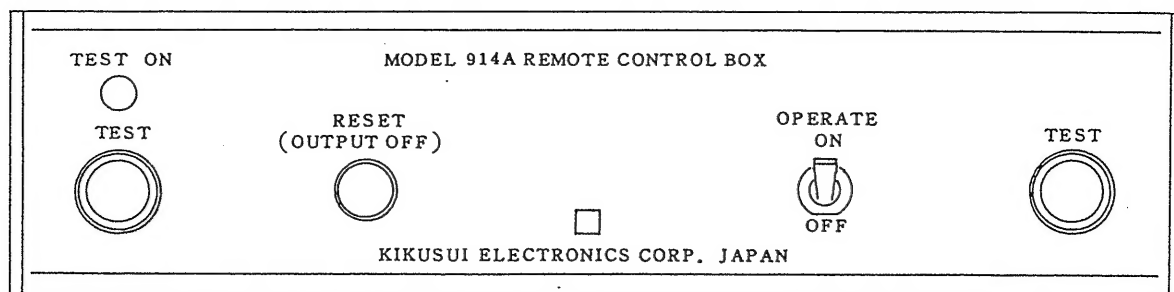 TEST ON
MODEL 914A REMOTE CONTROL BOX
TEST
RESET
(OUTPUT OFF)
OPERATE
ON
OFF
TEST
KIKUSUI ELECTRONICS CORP. JAPAN